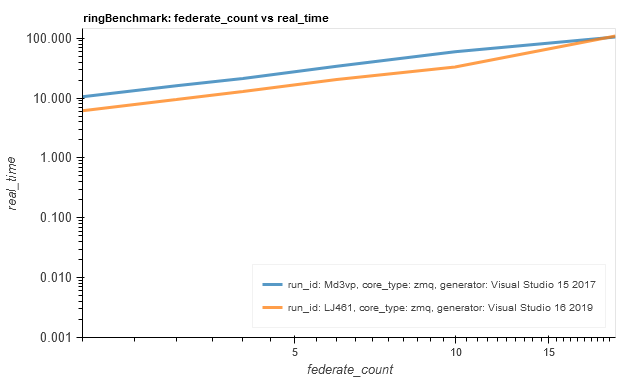 ringBenchmark: federate_count vs real_time
100.000
10.000
1.000
0.100
0.010
0.001
real_time
run_id: Md3vp, core_type: zmq, generator: Visual Studio 15 2017
run_id: LJ461, core_type: zmq, generator: Visual Studio 16 2019
5
10
15
federate_count